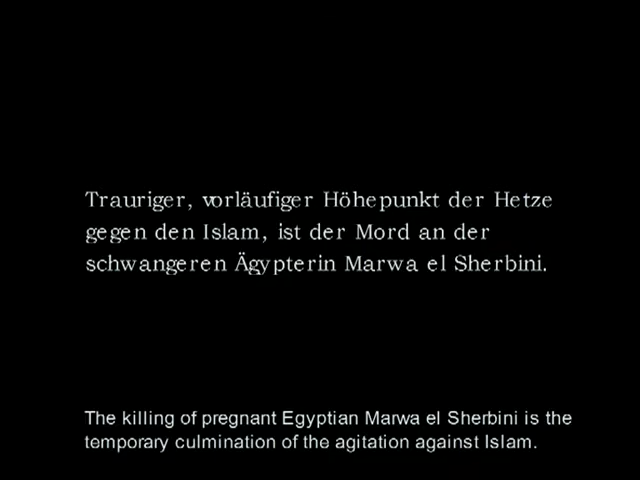 Trauriger, vorläufiger Höhepunkt der Hetze
gegen den Islam, ist der Mord an der
schwangeren Ägypterin Marwa el Sherbini.
The killing of pregnant Egyptian Marwa el Sherbini is the
temporary culmination of the agitation against Islam.